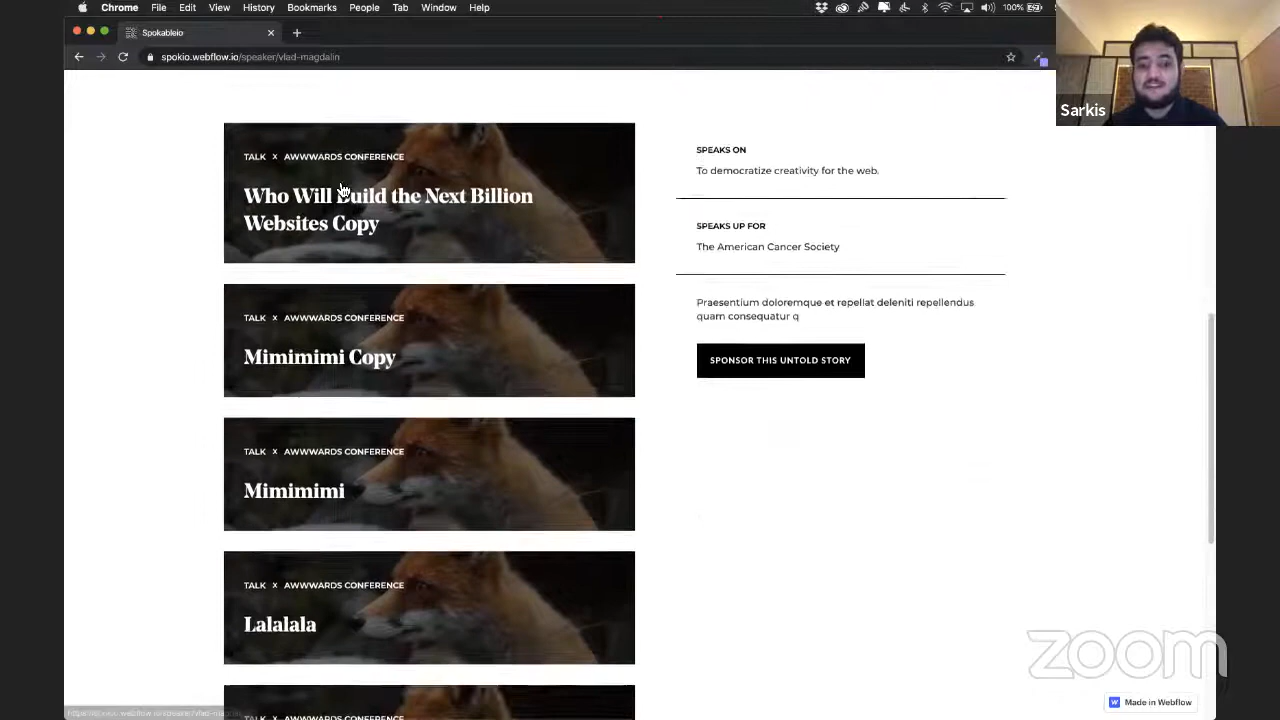 Chrome File Edit View History Bookmarks People Tab Window Help
100%
Spokableio
spokio.webflow.io/speaker/vlad-magdalin
Sarkis
TALK X AWWWARDS CONFERENCE
Who Will Build the Next Billion
Websites Copy
TALK X AWWWARDS CONFERENCE
Mimimimi Copy
TALK X AWWWARDS CONFERENCE
Mimimimi
TALK X AWWWARDS CONFERENCE
Lalalala
TALK X AWWWARDS CONFERENCE
SPEAKS ON
To democratize creativity for the web.
SPEAKS UP FOR
The American Cancer Society
Praesentium doloremque et repellat deleniti repellendus
quam consequatur q
SPONSOR THIS UNTOLD STORY
zoom
Made in Webflow